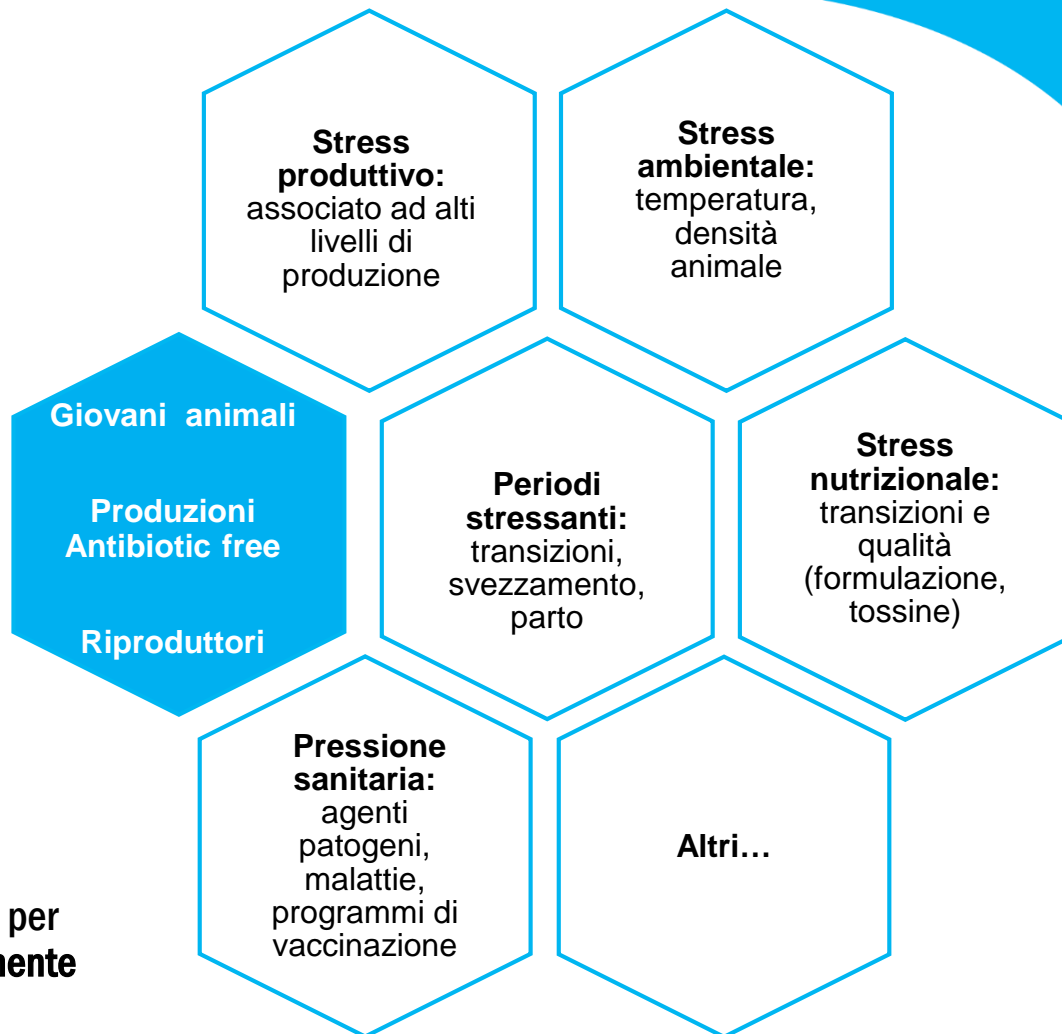 Stress
produttivo:
associato ad alti
livelli di
produzione
Stress
ambientale:
temperatura,
densità
animale
Giovani animali
Produzioni
Antibiotic free
Riproduttori
Periodi
stressanti:
transizioni,
svezzamento,
parto
Stress
nutrizionale:
transizioni e
qualità
(formulazione,
tossine)
Pressione
sanitaria:
agenti
patogeni,
malattie,
programmi di
vaccinazione
Altri…
per